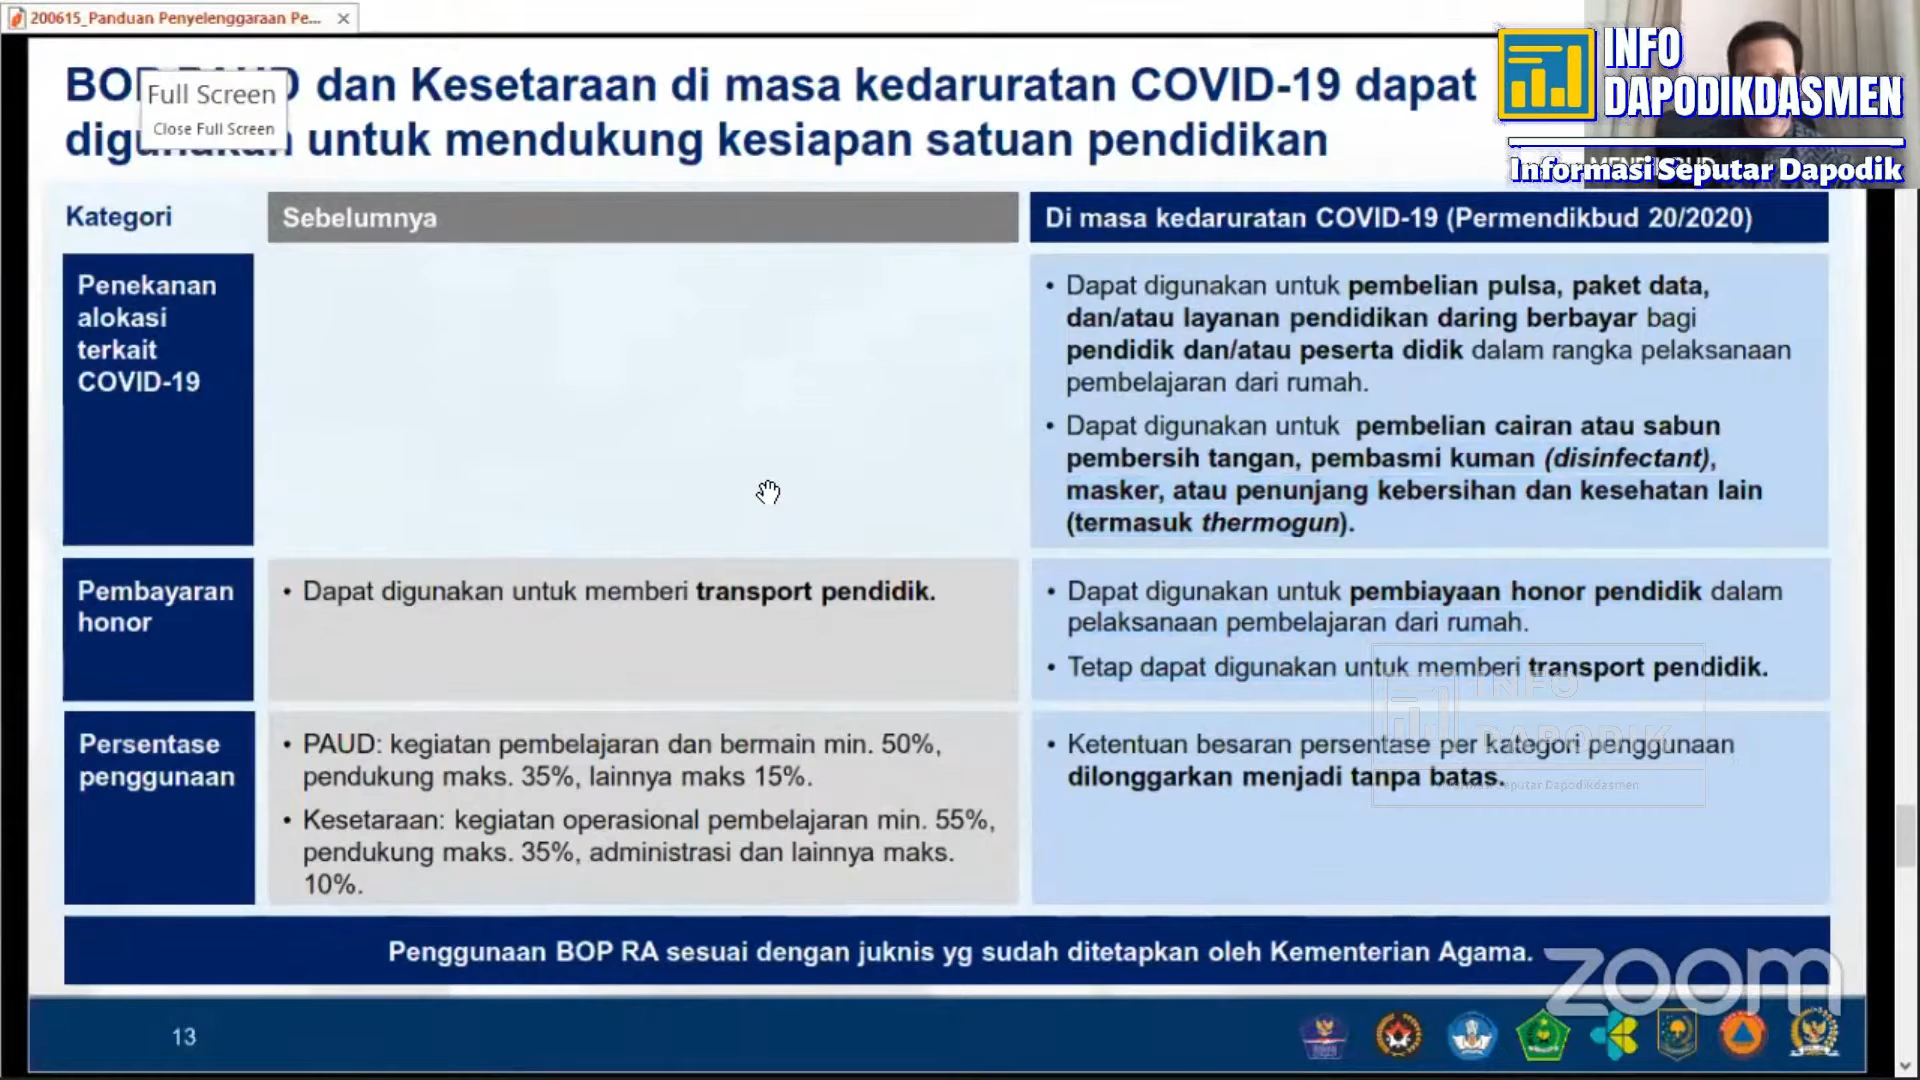 200615_Panduan Penyelenggaraan Pe...
INFO
DAPODIKDASMEN
Informasi Seputar Dapodik
Full Screen
Close Full Screen
dan Kesetaraan di masa kedaruratan COVID-19 dapat
untuk mendukung kesiapan satuan pendidikan
Kategori
Sebelumnya
Di masa kedaruratan COVID-19 (Permendikbud 20/2020)
Penekanan
alokasi
terkait
COVID-19
• Dapat digunakan untuk pembelian pulsa, paket data,
dan/atau layanan pendidikan daring berbayar bagi
pendidik dan/atau peserta didik dalam rangka pelaksanaan
pembelajaran dari rumah.
• Dapat digunakan untuk pembelian cairan atau sabun
pembersih tangan, pembasmi kuman (disinfectant),
masker, atau penunjang kebersihan dan kesehatan lain
(termasuk thermogun).
Pembayaran
honor
• Dapat digunakan untuk memberi transport pendidik.
• Dapat digunakan untuk pembiayaan honor pendidik dalam
pelaksanaan pembelajaran dari rumah.
• Tetap dapat digunakan untuk memberi transport pendidik.
Persentase
penggunaan
• PAUD: kegiatan pembelajaran dan bermain min. 50%,
pendukung maks. 35%, lainnya maks 15%.
• Kesetaraan: kegiatan operasional pembelajaran min. 55%,
pendukung maks. 35%, administrasi dan lainnya maks.
10%.
• Ketentuan besaran persentase per kategori penggunaan
dilonggarkan menjadi tanpa batas.
INFO
DAPODIK
Informasi Seputar Dapodikdasmen
Penggunaan BOP RA sesuai dengan juknis yg sudah ditetapkan oleh Kementerian Agama.
zoom
13